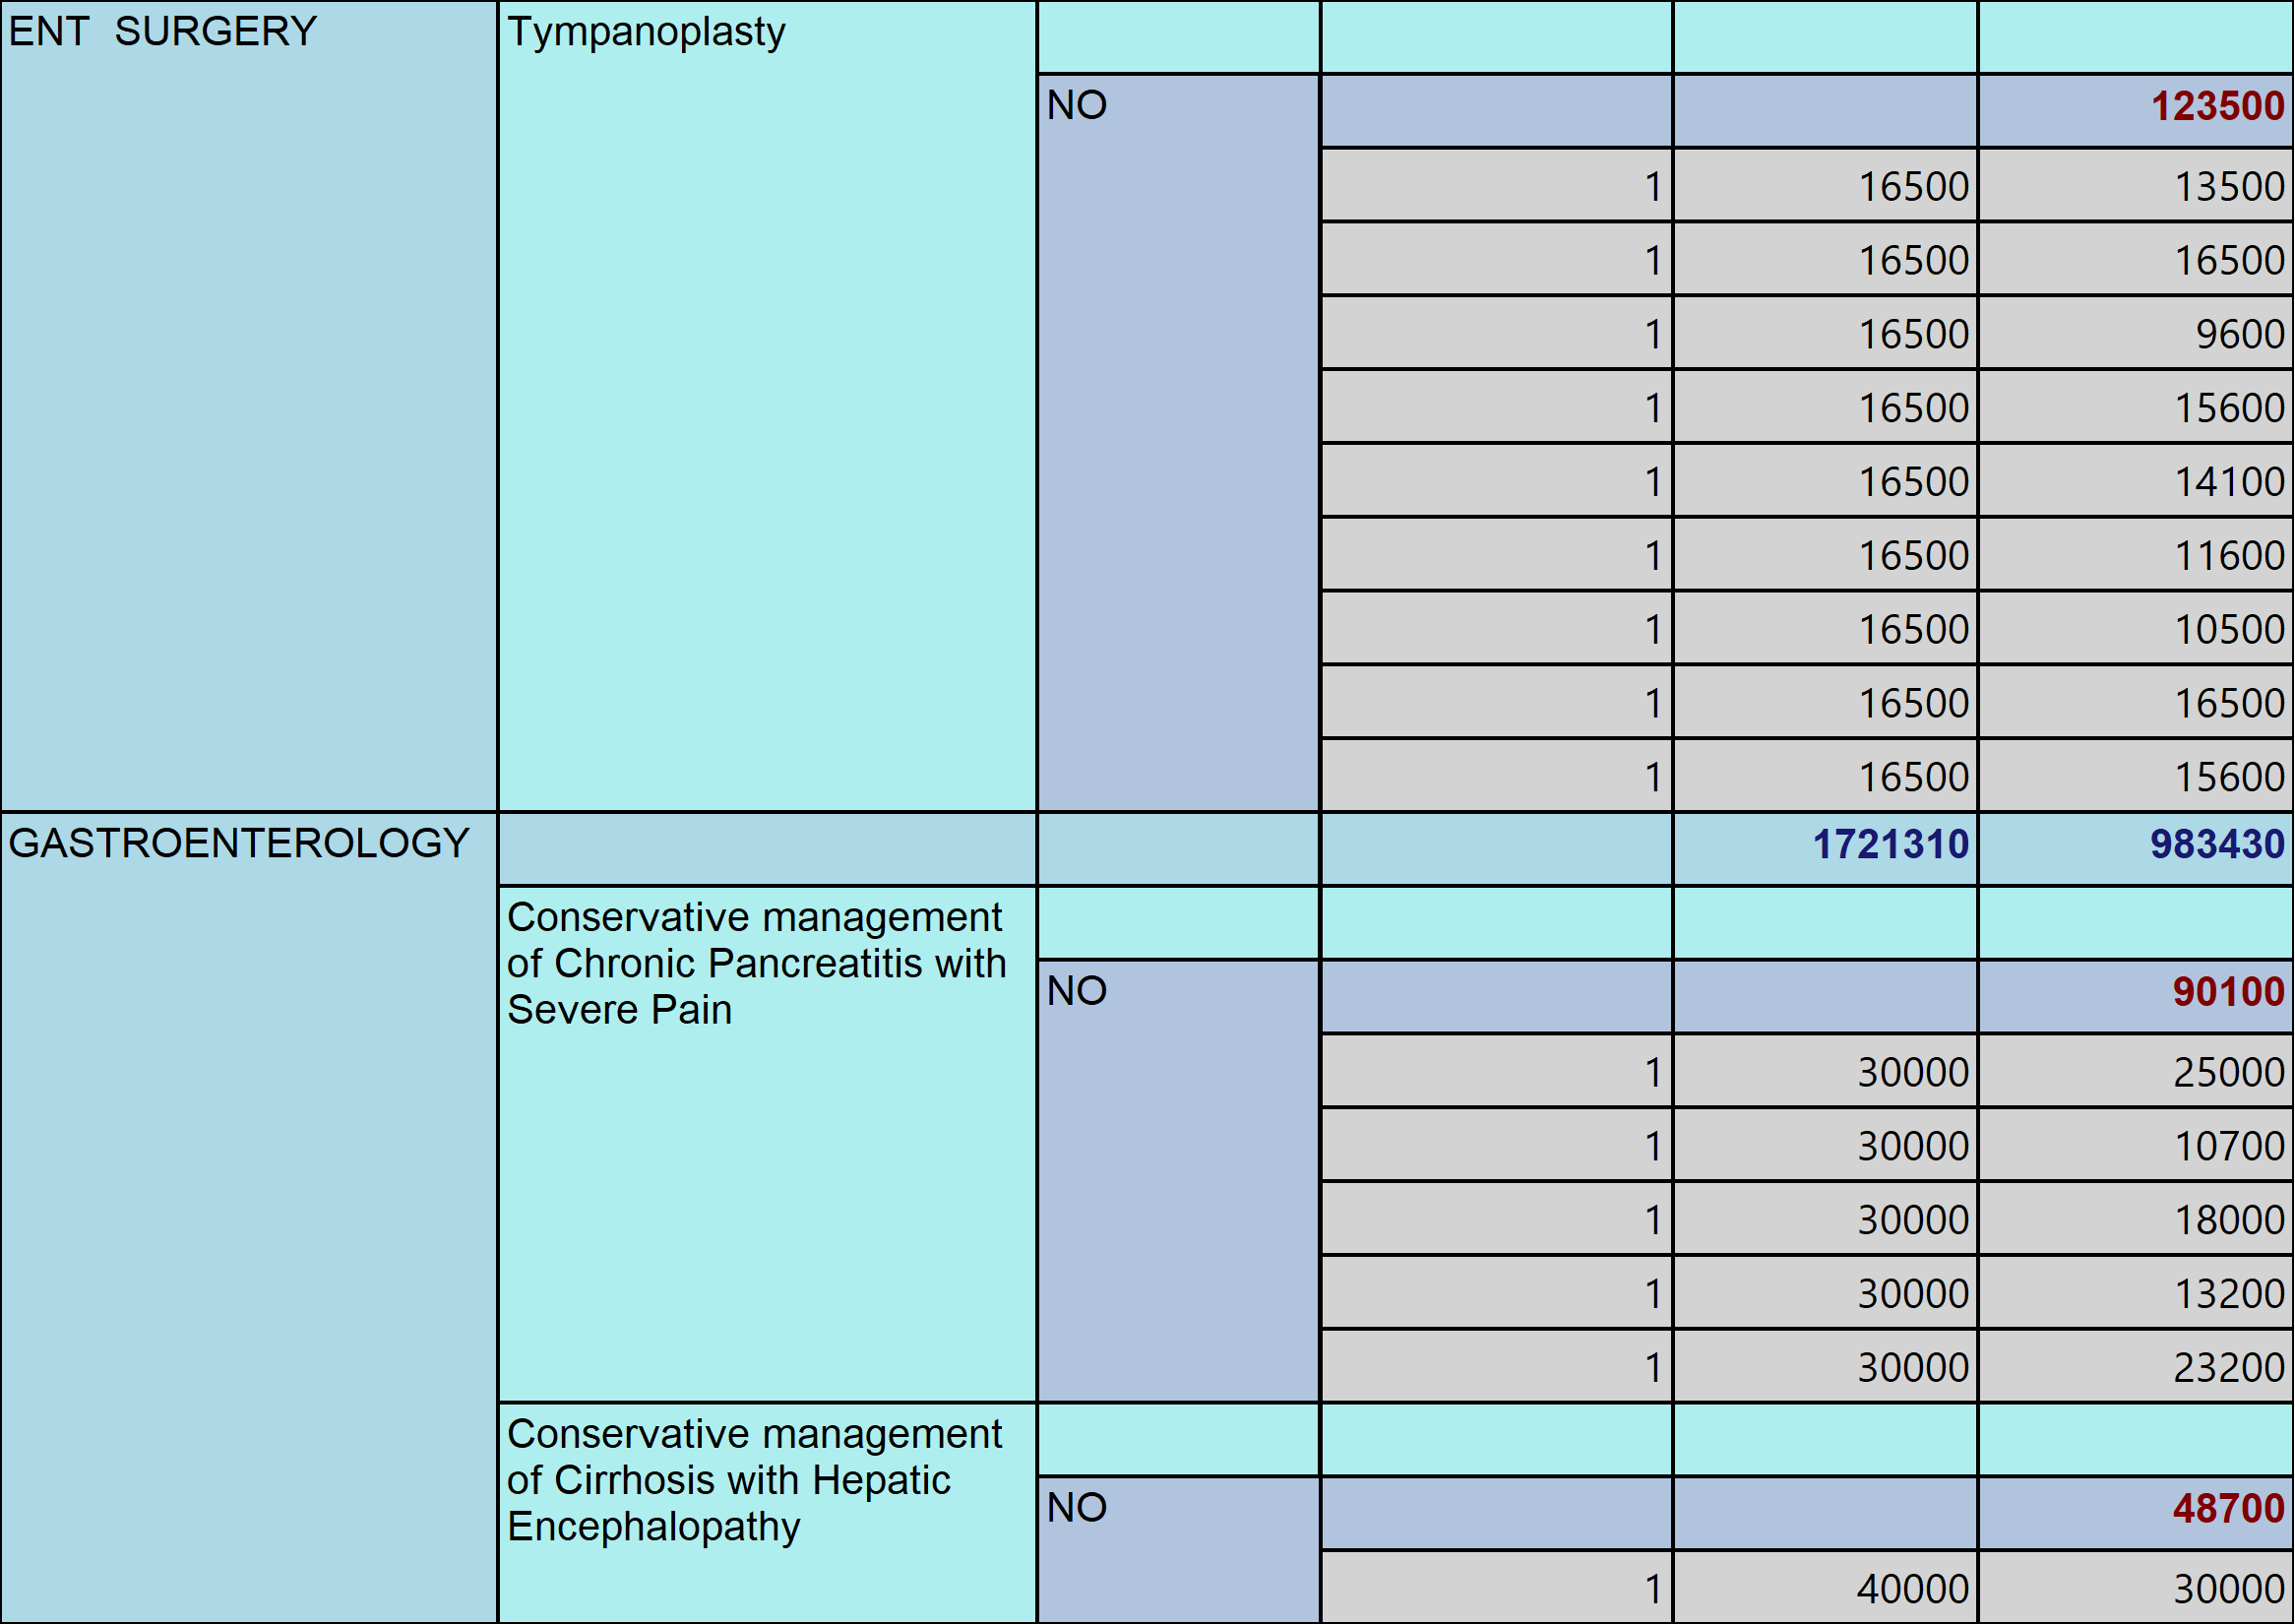 ENT  SURGERY Tympanoplasty
NO 123500
1 16500 13500
1 16500 16500
1 16500 9600
1 16500 15600
1 16500 14100
1 16500 11600
1 16500 10500
1 16500 16500
1 16500 15600
GASTROENTEROLOGY 1721310 983430
Conservative management
of Chronic Pancreatitis with
Severe Pain
NO 90100
1 30000 25000
1 30000 10700
1 30000 18000
1 30000 13200
1 30000 23200
Conservative management
of Cirrhosis with Hepatic
Encephalopathy
NO 48700
1 40000 30000